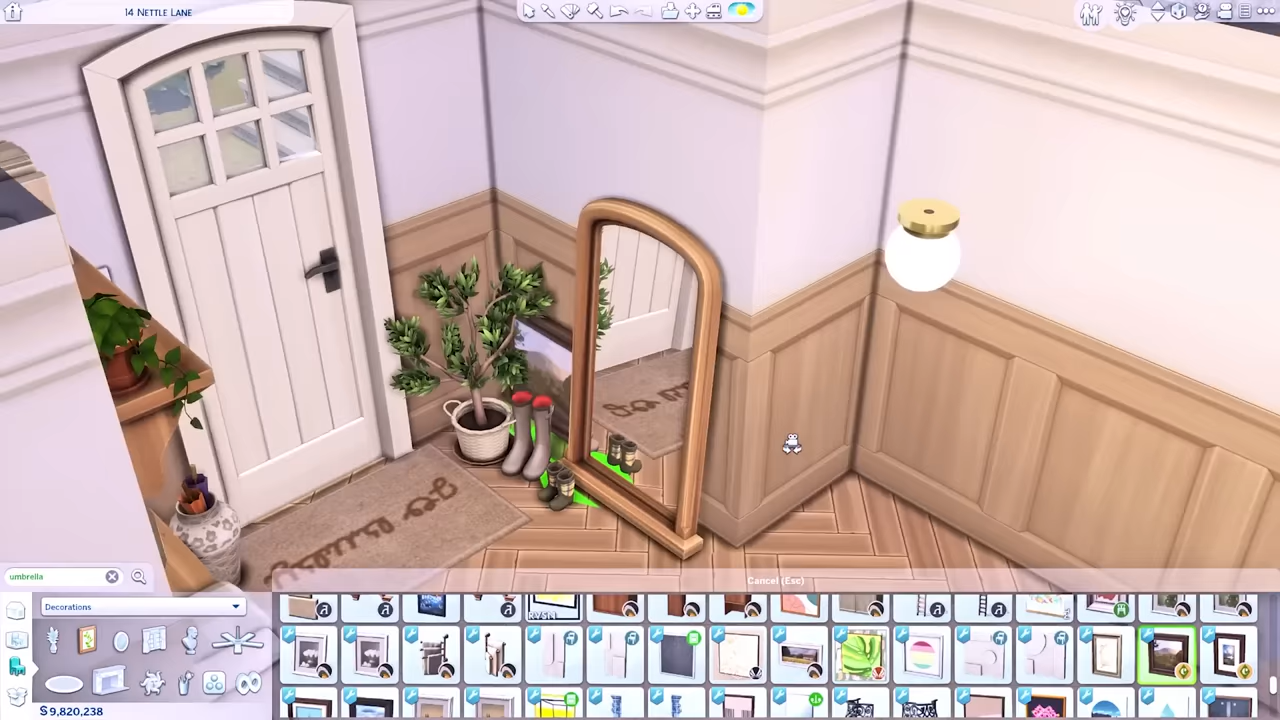 14 NETTLE LANE
Cancel (Esc)
umbrella
Decorations
$9,820,238